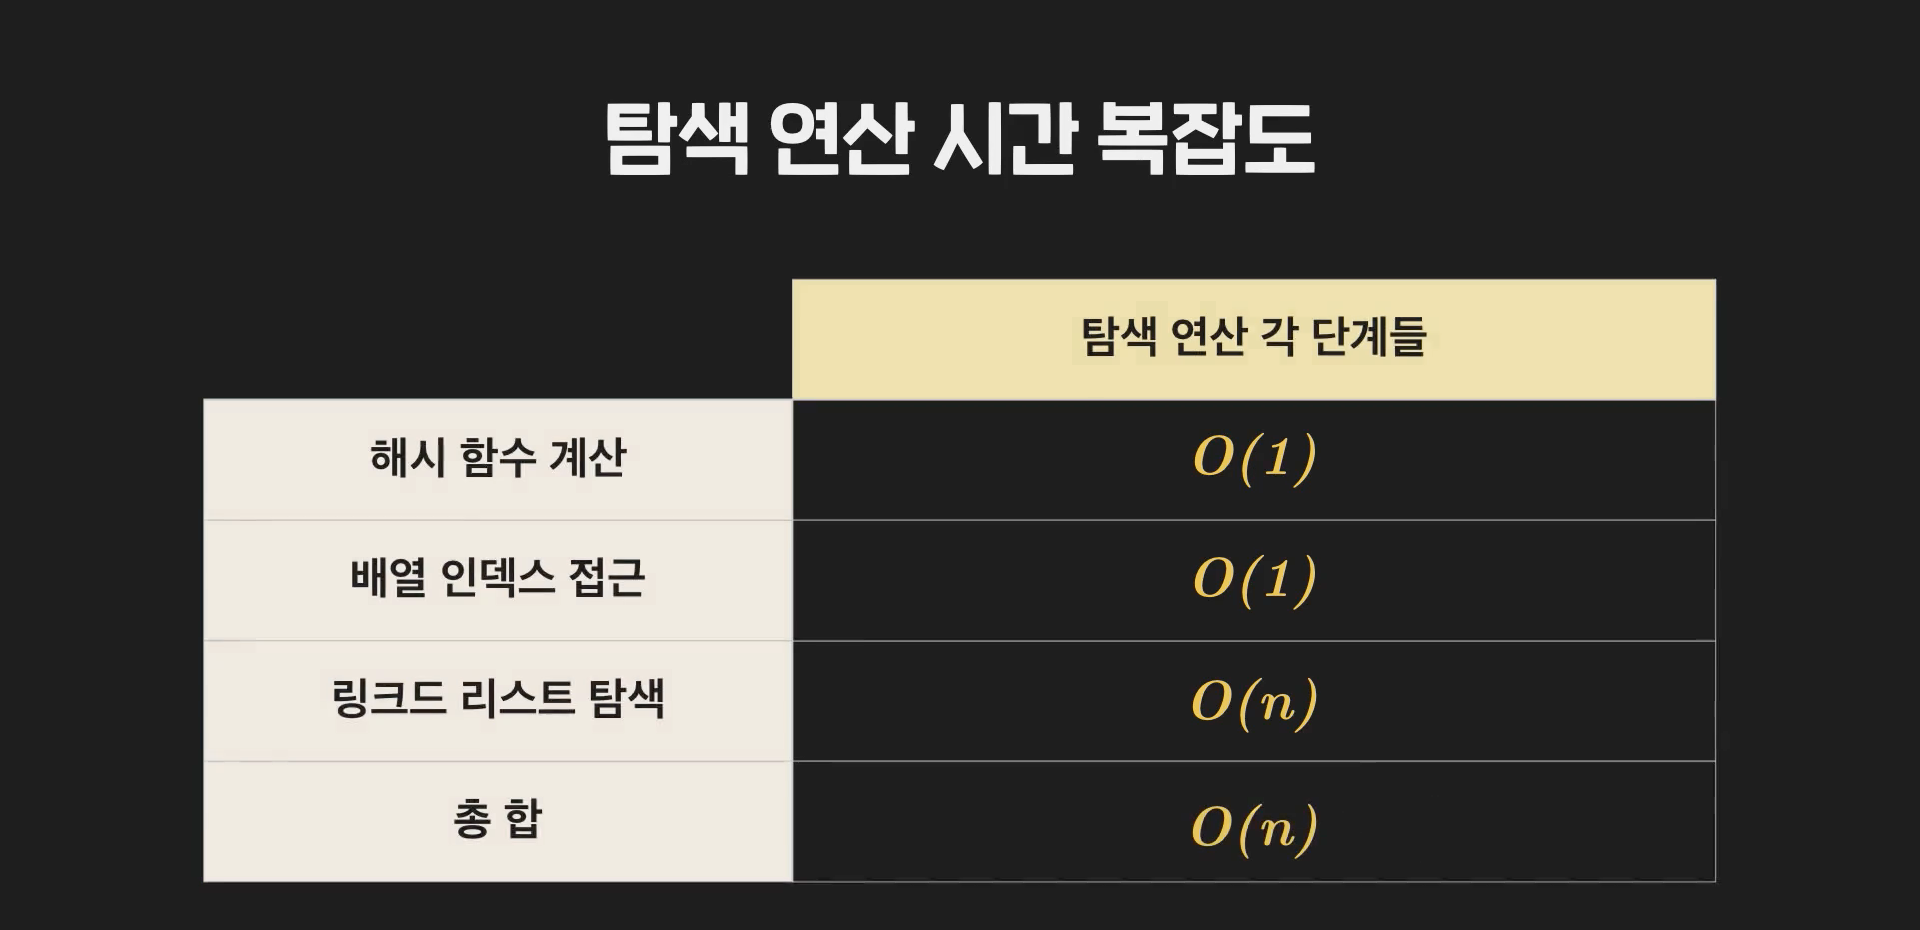 탐색 연산 시간 복잡도
탐색 연산 각 단계들
해시 함수 계산
O(1)
배열 인덱스 접근
O(1)
링크드 리스트 탐색
O(n)
총 합
O(n)